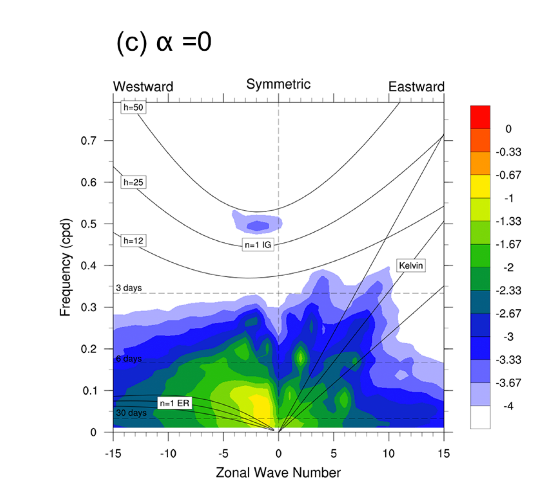 (c) α =0
Westward Symmetric Eastward
h=50
0.7
h=25
0.6
0.5
n=1 IG
h=12
0.4
Kelvin
3 days
0.3
0.2
6 days
0.1
n=1 ER
30 days
0
-15 -10 -5 0 5 10 15
Zonal Wave Number
Frequency (cpd)
0
-0.33
-0.67
-1
-1.33
-1.67
-2
-2.33
-2.67
-3
-3.33
-3.67
-4